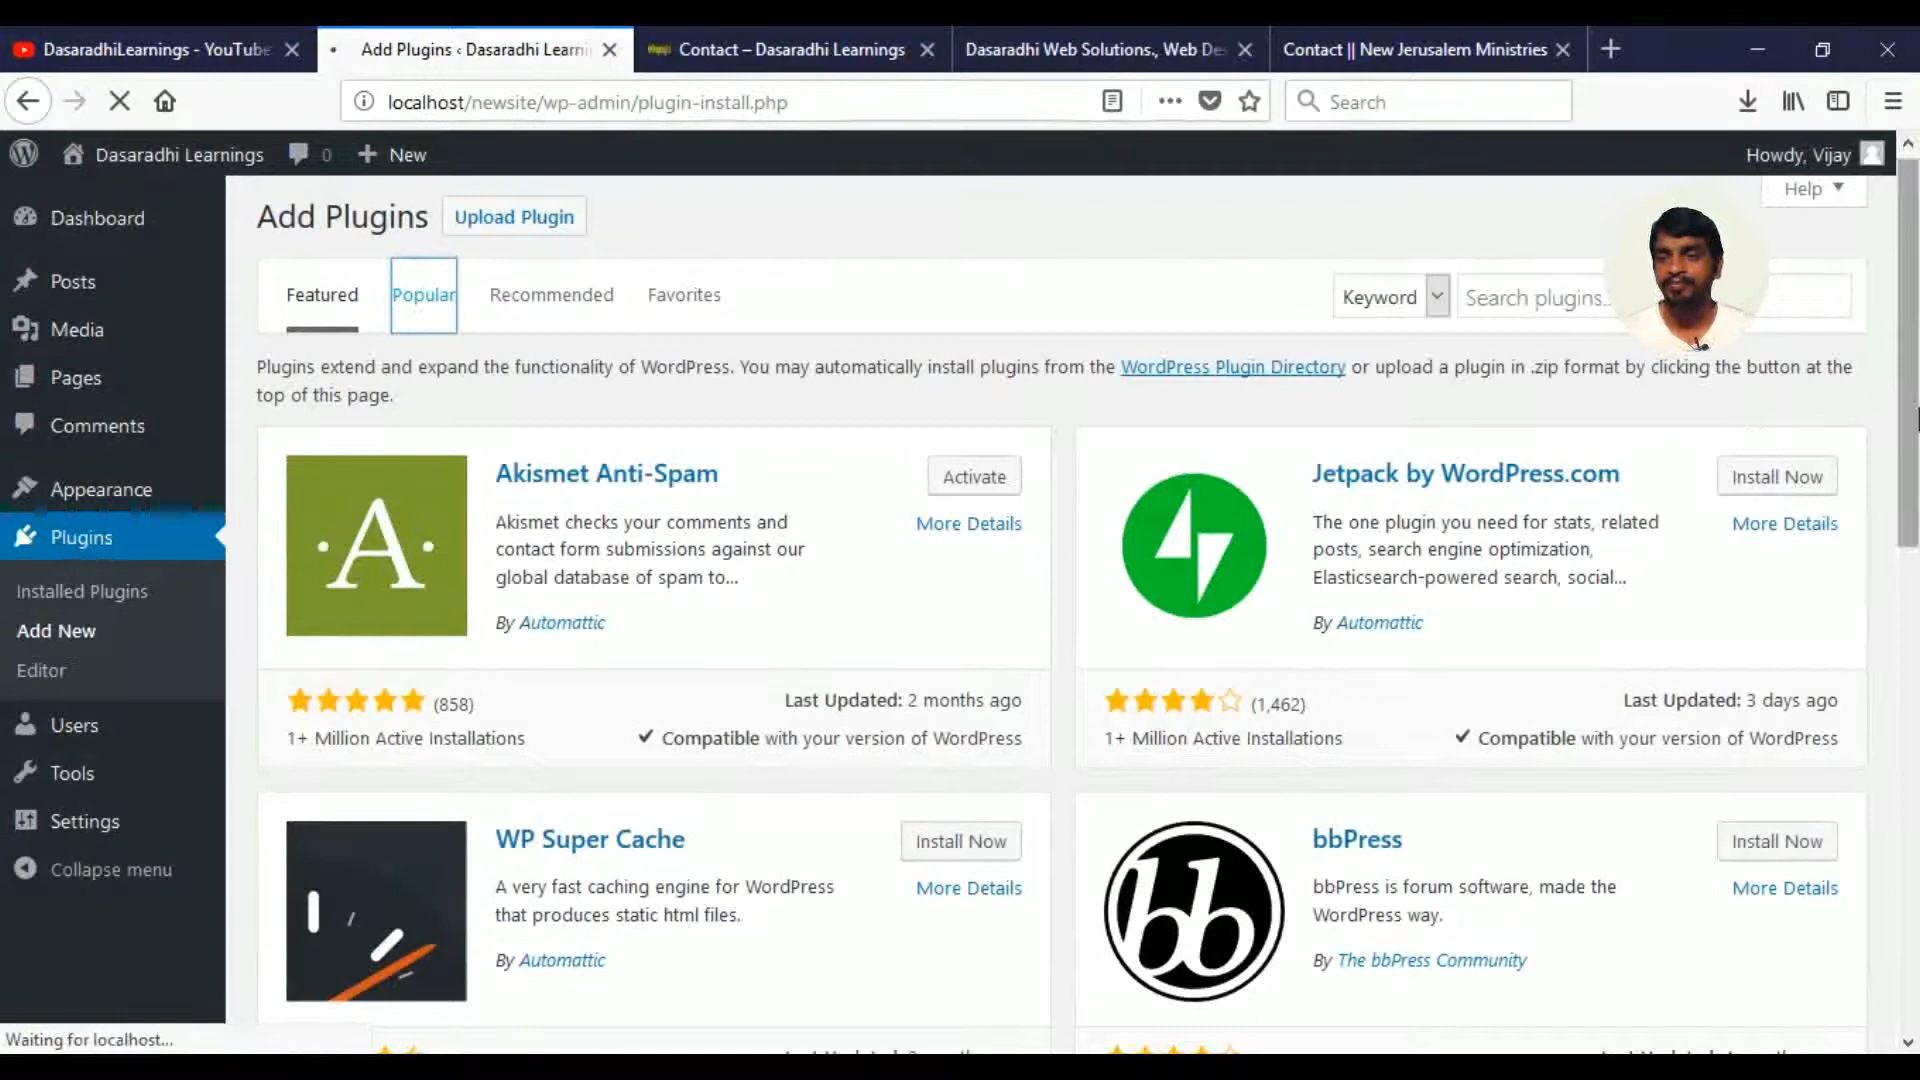 DasaradhiLearnings - YouTube
Add Plugins ‹ Dasaradhi Learni
Contact – Dasaradhi Learnings
Dasaradhi Web Solutions., Web De
Contact || New Jerusalem Ministries
localhost/newsite/wp-admin/plugin-install.php
Search
Dasaradhi Learnings
0
New
Howdy, Vijay
Help
Dashboard
Posts
Media
Pages
Comments
Appearance
Plugins
Installed Plugins
Add New
Editor
Users
Tools
Settings
Collapse menu
Add Plugins
Upload Plugin
Featured
Popular
Recommended
Favorites
Keyword
Search plugins..
Plugins extend and expand the functionality of WordPress. You may automatically install plugins from the WordPress Plugin Directory or upload a plugin in .zip format by clicking the button at the
top of this page.
A
Akismet Anti-Spam
Activate
More Details
Akismet checks your comments and
contact form submissions against our
global database of spam to...
By Automattic
(858)
Last Updated: 2 months ago
1+ Million Active Installations
Compatible with your version of WordPress
Jetpack by WordPress.com
Install Now
More Details
The one plugin you need for stats, related
posts, search engine optimization,
Elasticsearch-powered search, social...
By Automattic
(1,462)
Last Updated: 3 days ago
1+ Million Active Installations
Compatible with your version of WordPress
WP Super Cache
Install Now
More Details
A very fast caching engine for WordPress
that produces static html files.
By Automattic
bb
bbPress
Install Now
More Details
bbPress is forum software, made the
WordPress way.
By The bbPress Community
Waiting for localhost...